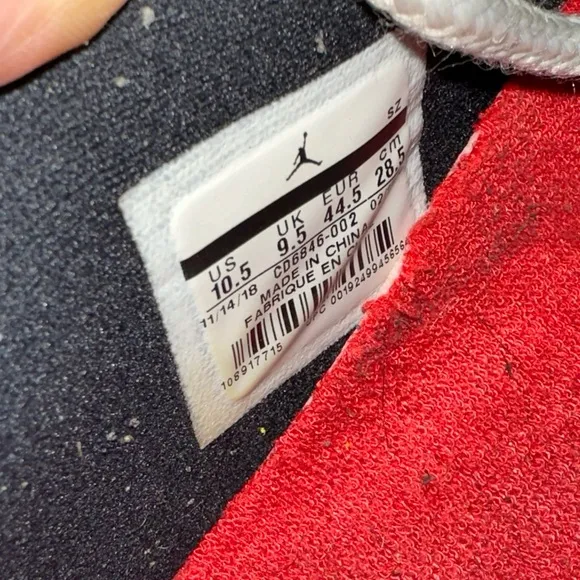 SZ
US UK EUR cm
10.5 9.5 44.5 28.5
11/14/18 CD6846-002
MADE IN CHINA
FABRIQUE EN
UPC
108917715